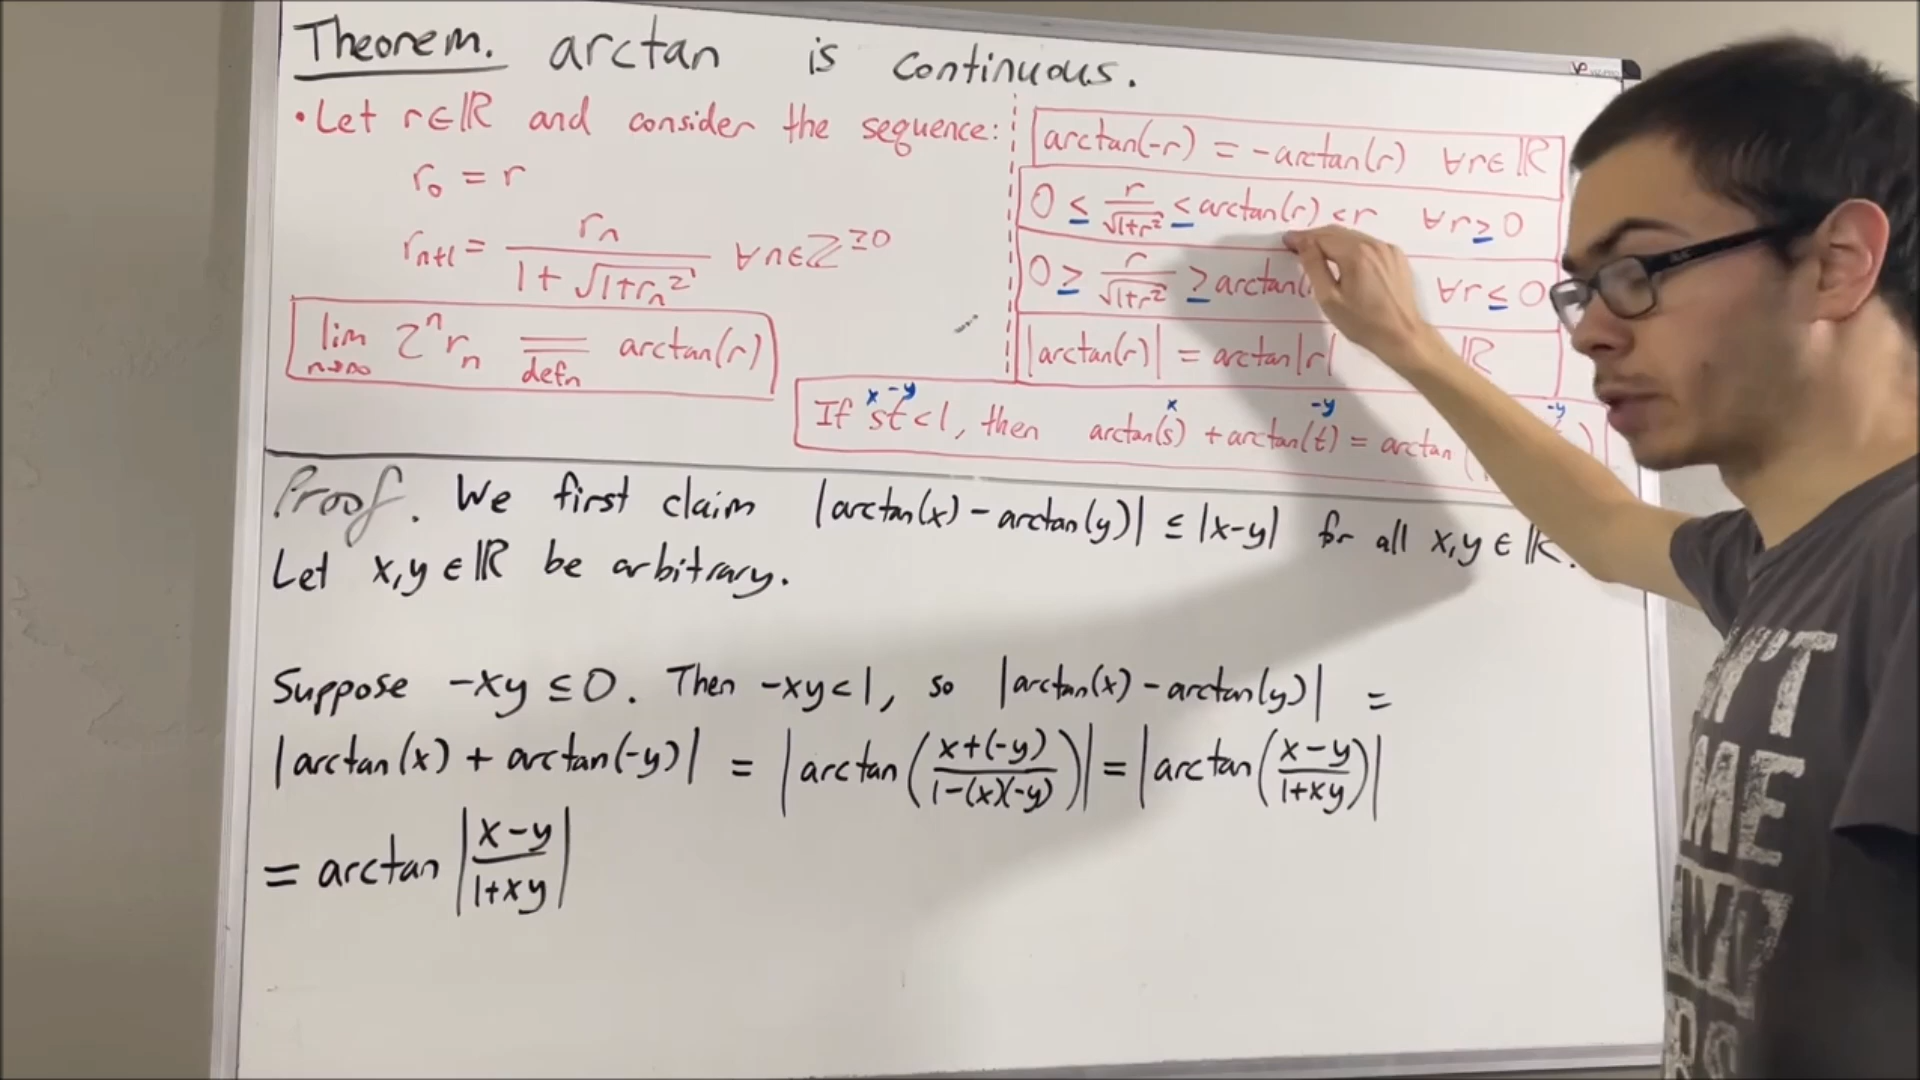 Theorem. arctan is continuous.
• Let r∈ℝ and consider the sequence:
r₀ = r
rₙ₊₁ = rₙ / (1 + √(1+rₙ²)) ∀n∈ℤ^≥0
lim n→∞ 2ⁿ rₙ = defn arctan(r)
arctan(-r) = -arctan(r) ∀r∈ℝ
0 ≤ r/√(1+r²) ≤ arctan(r) < r ∀r≥0
0 ≥ r/√(1+r²) ≥ arctan( ∀r≤0
|arctan(r)| = arctan|r| ℝ
x -y x -y -y
If st<1, then arctan(s) + arctan(t) = arctan
Proof. We first claim |arctan(x) - arctan(y)| ≤ |x-y| for all x,y ∈ ℝ.
Let x,y ∈ ℝ be arbitrary.
Suppose -xy ≤ 0. Then -xy < 1, so |arctan(x) - arctan(y)| =
|arctan(x) + arctan(-y)| = |arctan((x+(-y))/(1-(x)(-y)))| = |arctan((x-y)/(1+xy))|
= arctan |(x-y)/(1+xy)|